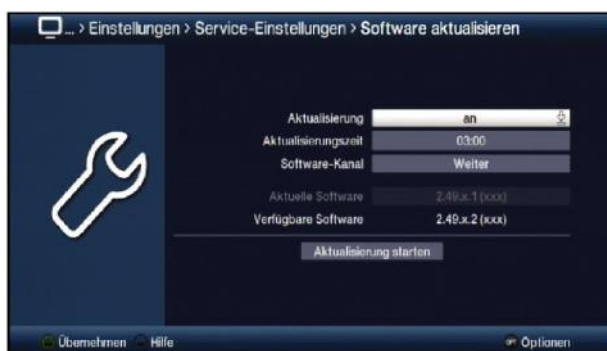 ... > Einstellungen > Service-Einstellungen > Software aktualisieren
Aktualisierung an
Aktualisierungszeit 03:00
Software-Kanal Weiter
Aktuelle Software 2.49.x.1 (xxx)
Verfügbare Software 2.49.x.2 (xxx)
Aktualisierung starten
Übernehmen Hilfe Optionen